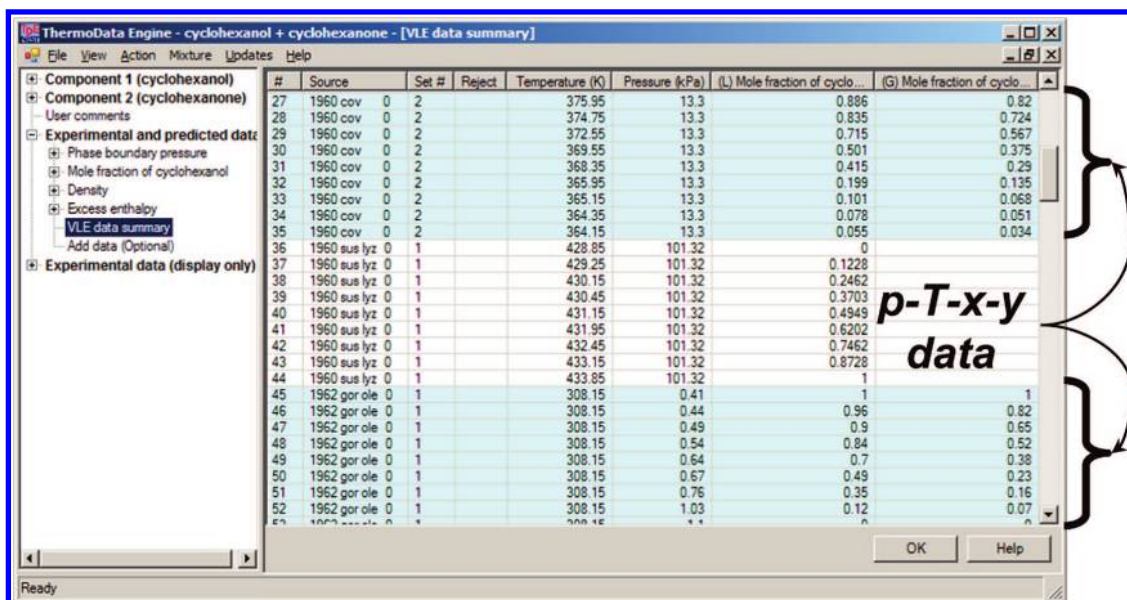 ThermoData Engine - cyclohexanol + cyclohexanone - [VLE data summary]
File View Action Mixture Updates Help
Component 1 (cyclohexanol)
Component 2 (cyclohexanone)
User comments
Experimental and predicted data
Phase boundary pressure
Mole fraction of cyclohexanol
Density
Excess enthalpy
VLE data summary
Add data (Optional)
Experimental data (display only)
# Source Set # Reject Temperature (K) Pressure (kPa) (L) Mole fraction of cyclo... (G) Mole fraction of cyclo...
27 1960 cov 0 2 375.95 13.3 0.886 0.82
28 1960 cov 0 2 374.75 13.3 0.835 0.724
29 1960 cov 0 2 372.55 13.3 0.715 0.567
30 1960 cov 0 2 369.55 13.3 0.501 0.375
31 1960 cov 0 2 368.35 13.3 0.415 0.29
32 1960 cov 0 2 365.95 13.3 0.199 0.135
33 1960 cov 0 2 365.15 13.3 0.101 0.068
34 1960 cov 0 2 364.35 13.3 0.078 0.051
35 1960 cov 0 2 364.15 13.3 0.055 0.034
36 1960 sus lyz 0 1 428.85 101.32 0
37 1960 sus lyz 0 1 429.25 101.32 0.1228
38 1960 sus lyz 0 1 430.15 101.32 0.2462
39 1960 sus lyz 0 1 430.45 101.32 0.3703
40 1960 sus lyz 0 1 431.15 101.32 0.4949
41 1960 sus lyz 0 1 431.95 101.32 0.6202
42 1960 sus lyz 0 1 432.45 101.32 0.7462
43 1960 sus lyz 0 1 433.15 101.32 0.8728
44 1960 sus lyz 0 1 433.85 101.32 1
45 1962 gor ole 0 1 308.15 0.41 1 1
46 1962 gor ole 0 1 308.15 0.44 0.96 0.82
47 1962 gor ole 0 1 308.15 0.49 0.9 0.65
48 1962 gor ole 0 1 308.15 0.54 0.84 0.52
49 1962 gor ole 0 1 308.15 0.64 0.7 0.38
50 1962 gor ole 0 1 308.15 0.67 0.49 0.23
51 1962 gor ole 0 1 308.15 0.76 0.35 0.16
52 1962 gor ole 0 1 308.15 1.03 0.12 0.07
p-T-x-y
data
OK Help
Ready